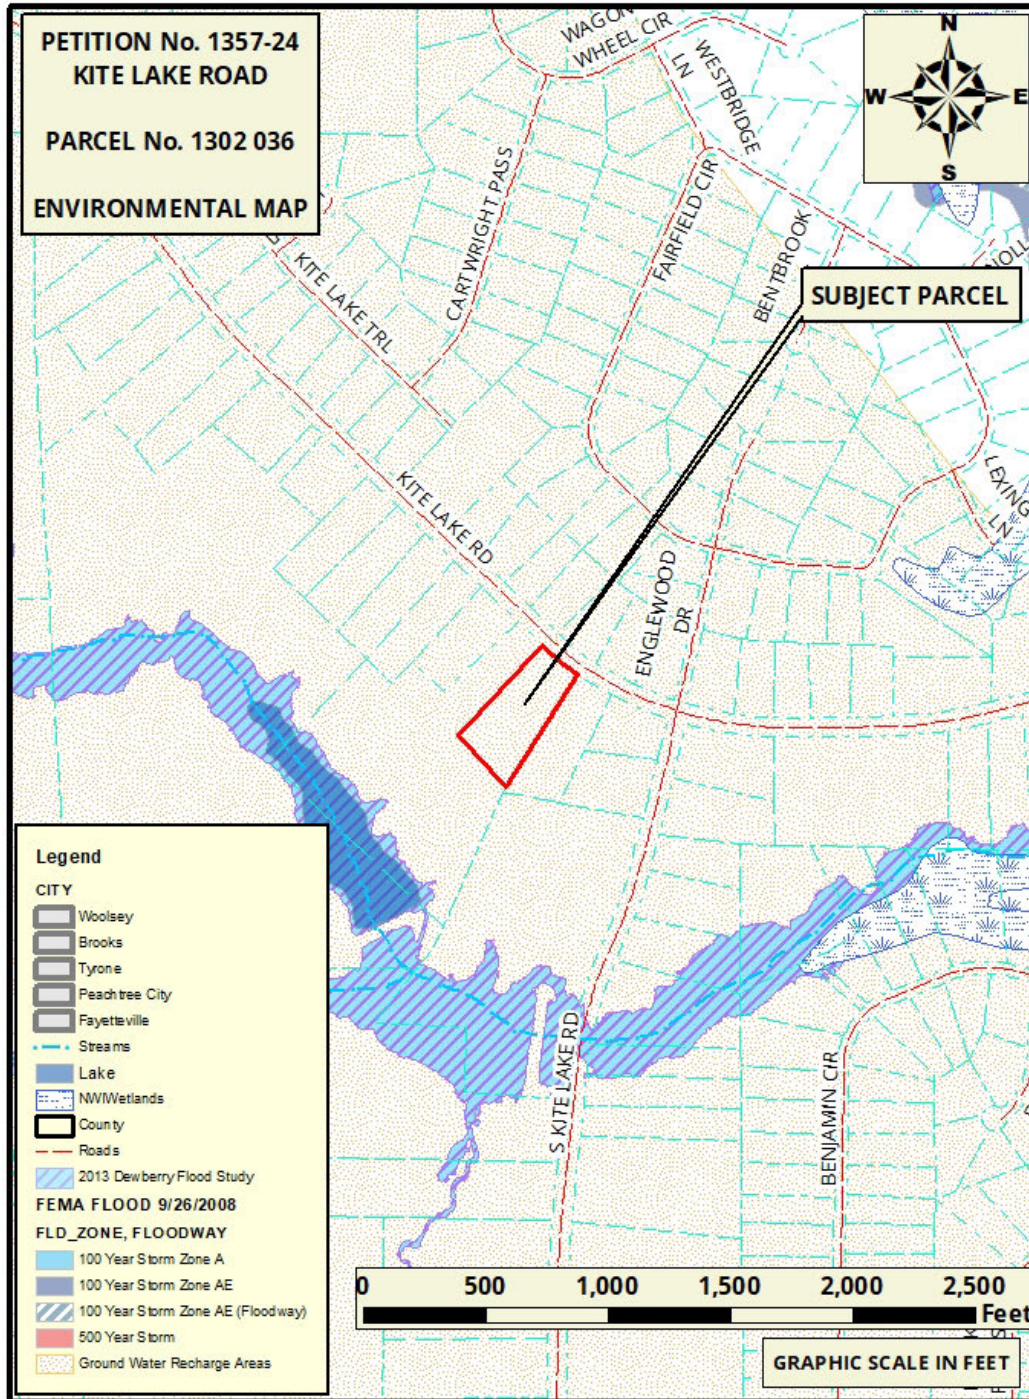 PETITION No. 1357-24
KITE LAKE ROAD
PARCEL No. 1302 036
ENVIRONMENTAL MAP
N
W
E
S
WAGON
WHEEL CIR
WESTBRIDGE
LN
CARTWRIGHT PASS
FAIRFIELD CIR
BENTBROOK
NOLL
KITE LAKE TRL
SUBJECT PARCEL
KITE LAKE RD
LEXING
LN
ENGLEWOOD
DR
S KITE LAKE RD
BENJAMIN CIR
Legend
CITY
Woolsey
Brooks
Tyrone
Peachtree City
Fayetteville
Streams
Lake
NWIWetlands
County
Roads
2013 Dewberry Flood Study
FEMA FLOOD 9/26/2008
FLD_ZONE, FLOODWAY
100 Year Storm Zone A
100 Year Storm Zone AE
100 Year Storm Zone AE (Floodway)
500 Year Storm
Ground Water Recharge Areas
0 500 1,000 1,500 2,000 2,500
Feet
GRAPHIC SCALE IN FEET